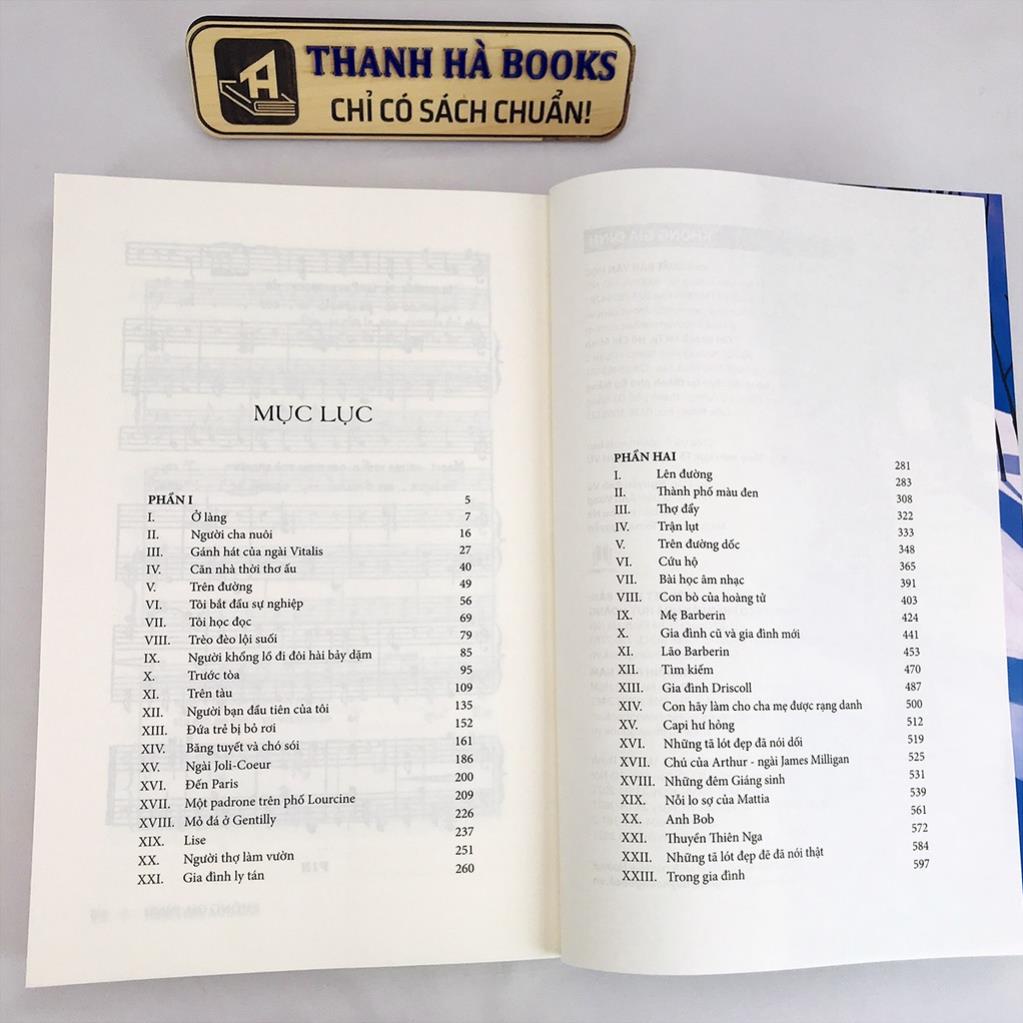 THANH HÀ BOOKS
CHỈ CÓ SÁCH CHUẨN!
MỤC LỤC
PHẦN I 5
I. Ở làng 7
II. Người cha nuôi 16
III. Gánh hát của ngài Vitalis 27
IV. Căn nhà thời thơ ấu 40
V. Trên đường 49
VI. Tôi bắt đầu sự nghiệp 56
VII. Tôi học đọc 69
VIII. Trèo đèo lội suối 79
IX. Người khổng lồ đi đôi hài bảy dặm 85
X. Trước tòa 95
XI. Trên tàu 109
XII. Người bạn đầu tiên của tôi 135
XIII. Đứa trẻ bị bỏ rơi 152
XIV. Băng tuyết và chó sói 161
XV. Ngài Joli-Coeur 186
XVI. Đến Paris 200
XVII. Một padrone trên phố Lourcine 209
XVIII. Mỏ đá ở Gentilly 226
XIX. Lise 237
XX. Người thợ làm vườn 251
XXI. Gia đình ly tán 260
PHẦN HAI 281
I. Lên đường 283
II. Thành phố màu đen 308
III. Thợ đẩy 322
IV. Trận lụt 333
V. Trên đường dốc 348
VI. Cứu hộ 365
VII. Bài học âm nhạc 391
VIII. Con bò của hoàng tử 403
IX. Mẹ Barberin 424
X. Gia đình cũ và gia đình mới 441
XI. Lão Barberin 453
XII. Tìm kiếm 470
XIII. Gia đình Driscoll 487
XIV. Con hãy làm cho cha mẹ được rạng danh 500
XV. Capi hư hỏng 512
XVI. Những tã lót đẹp đã nói dối 519
XVII. Chú của Arthur - ngài James Milligan 525
XVIII. Những đêm Giáng sinh 531
XIX. Nỗi lo sợ của Mattia 539
XX. Anh Bob 561
XXI. Thuyền Thiên Nga 572
XXII. Những tã lót đẹp đẽ đã nói thật 584
XXIII. Trong gia đình 597